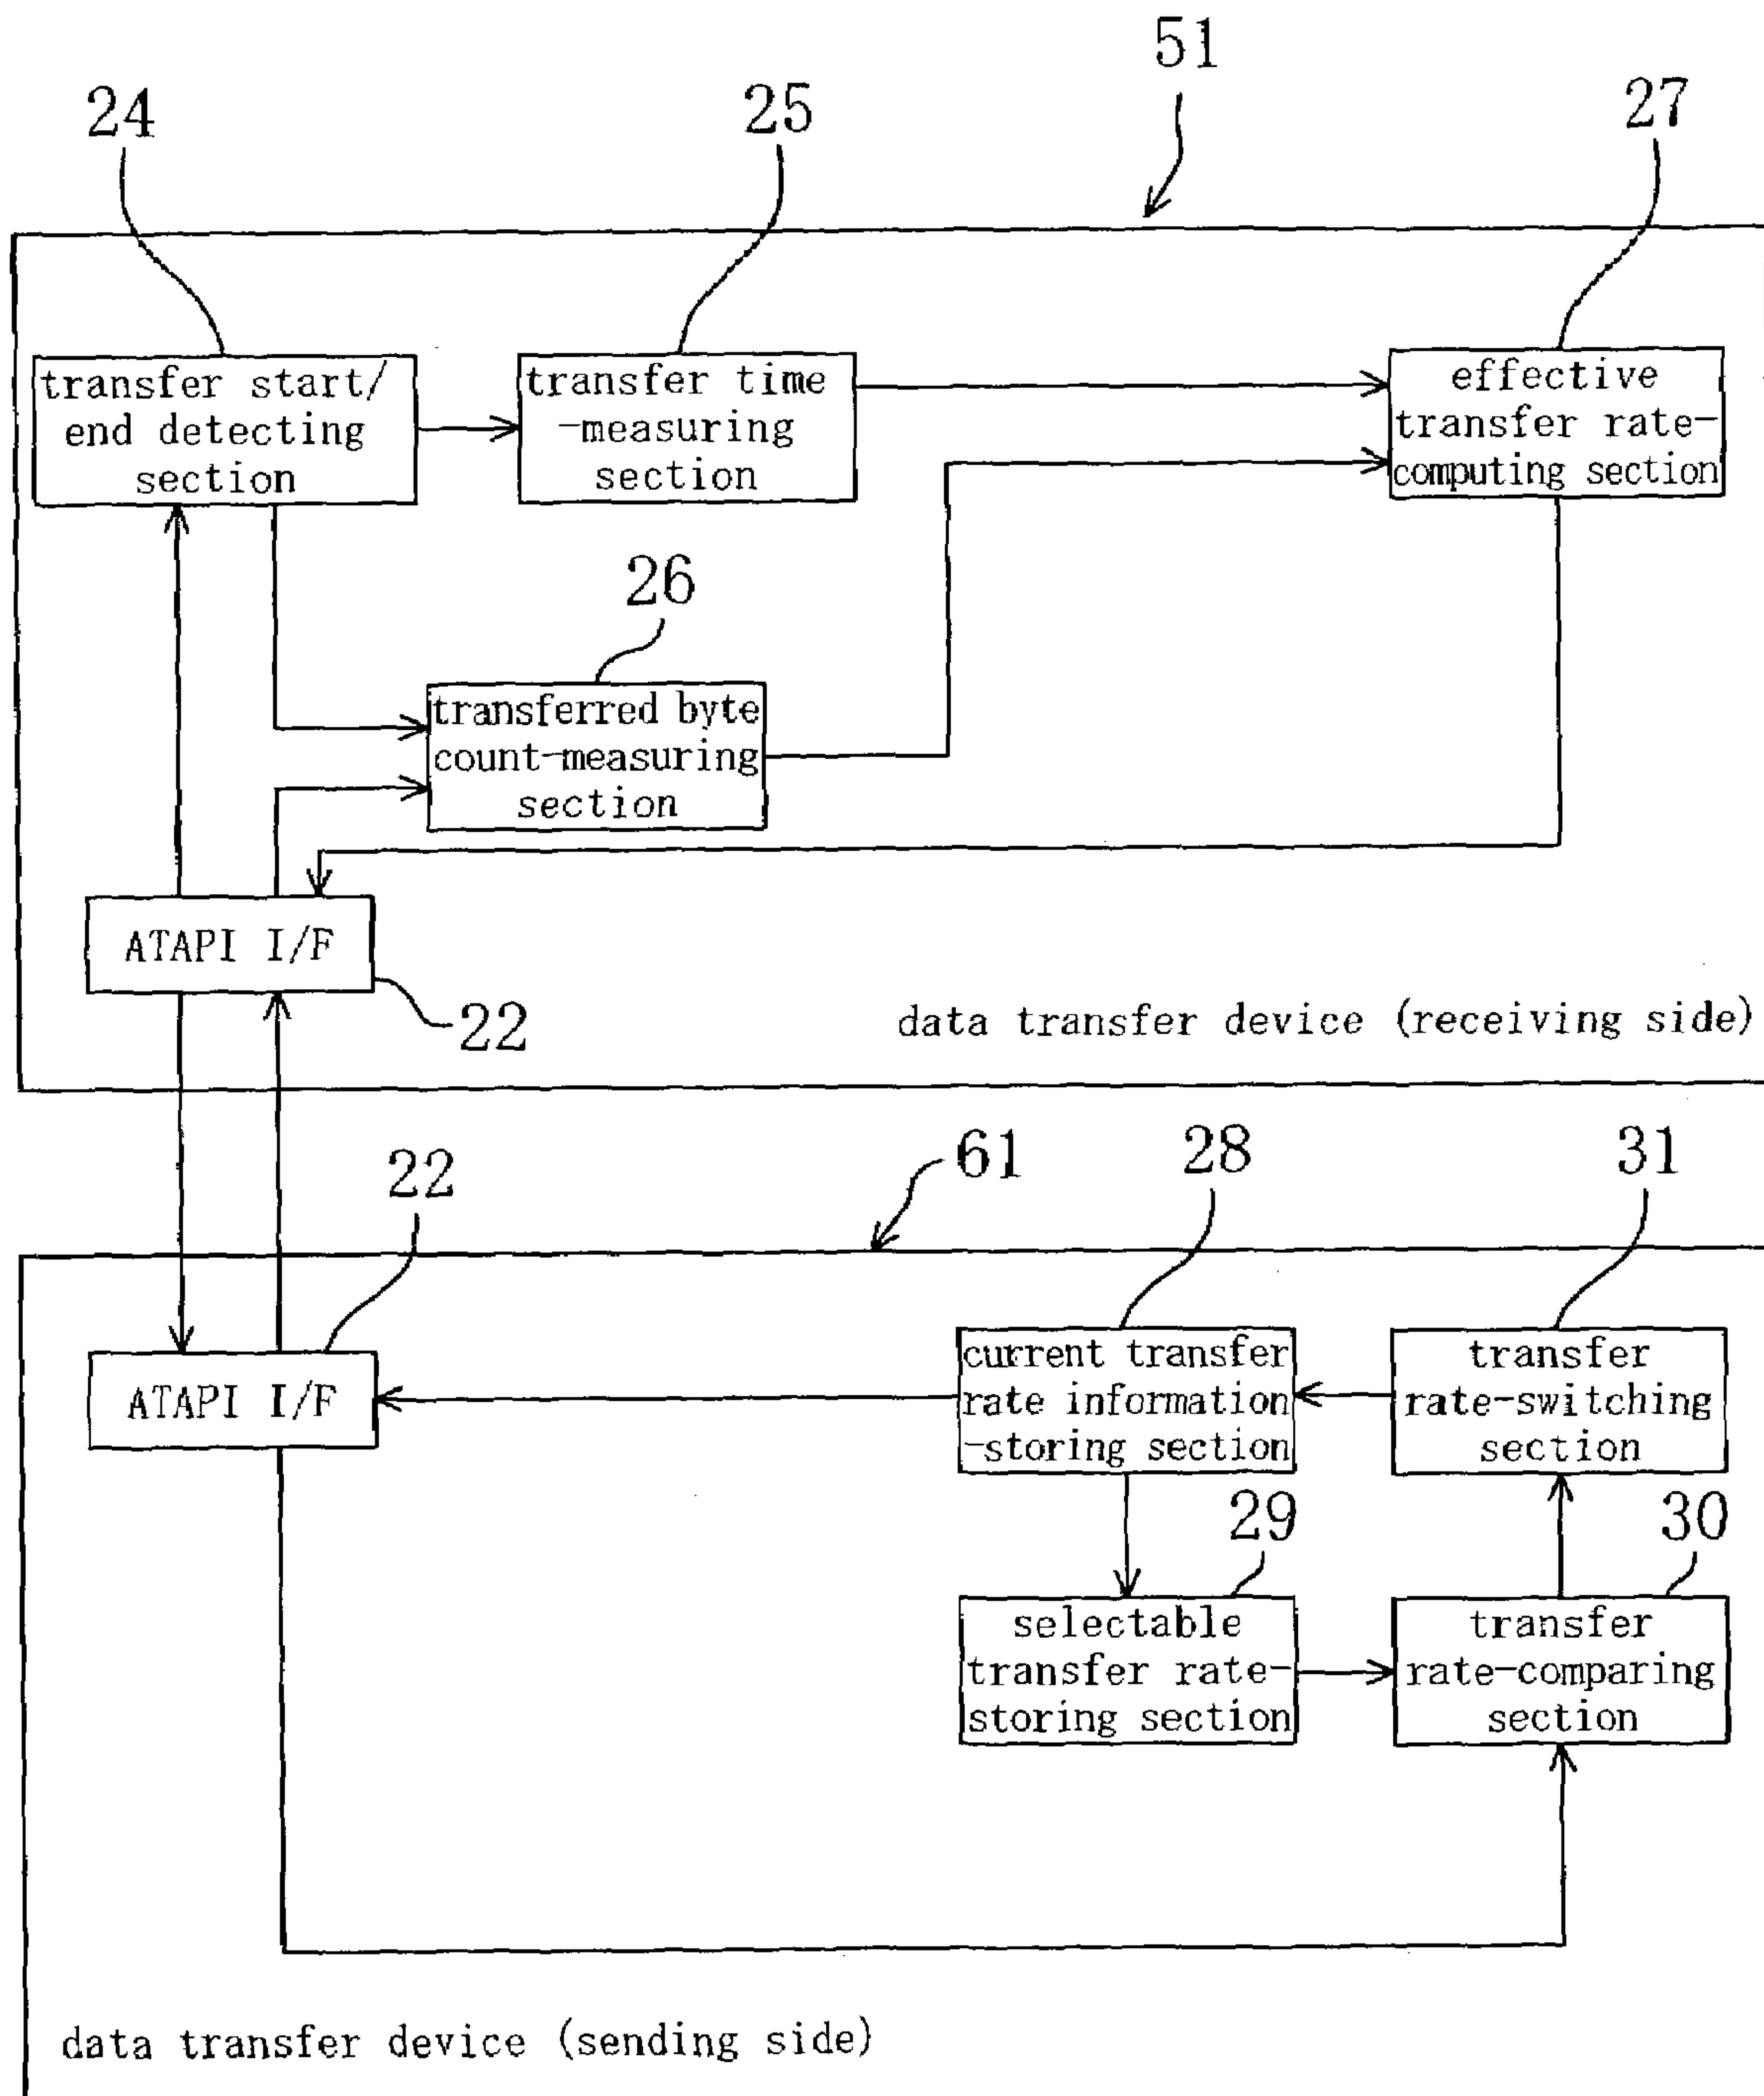 51
24
25
27
transfer start/
end detecting
section
transfer time
-measuring
section
effective
transfer rate-
computing section
26
transferred byte
count-measuring
section
ATAPI I/F
22
data transfer device (receiving side)
61
28
31
22
ATAPI I/F
current transfer
rate information
-storing section
transfer
rate-switching
section
29
30
selectable
transfer rate-
storing section
transfer
rate-comparing
section
data transfer device (sending side)